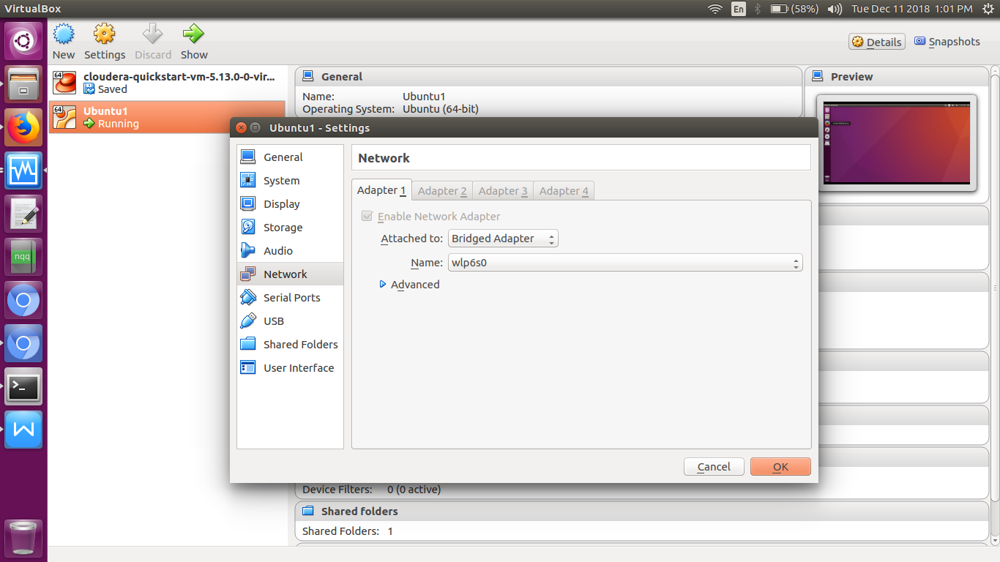 VirtualBox
En
(58%)
Tue Dec 11 2018 1:01 PM
New
Settings
Discard
Show
Details
Snapshots
64
cloudera-quickstart-vm-5.13.0-0-vir...
Saved
64
Ubuntu1
Running
General
Name: Ubuntu1
Operating System: Ubuntu (64-bit)
Preview
Ubuntu1 - Settings
General
System
Display
Storage
Audio
Network
Serial Ports
USB
Shared Folders
User Interface
Network
Adapter 1
Adapter 2
Adapter 3
Adapter 4
Enable Network Adapter
Attached to: Bridged Adapter
Name: wlp6s0
Advanced
Cancel
OK
Device Filters: 0 (0 active)
Shared folders
Shared Folders: 1
nqq
>_
W